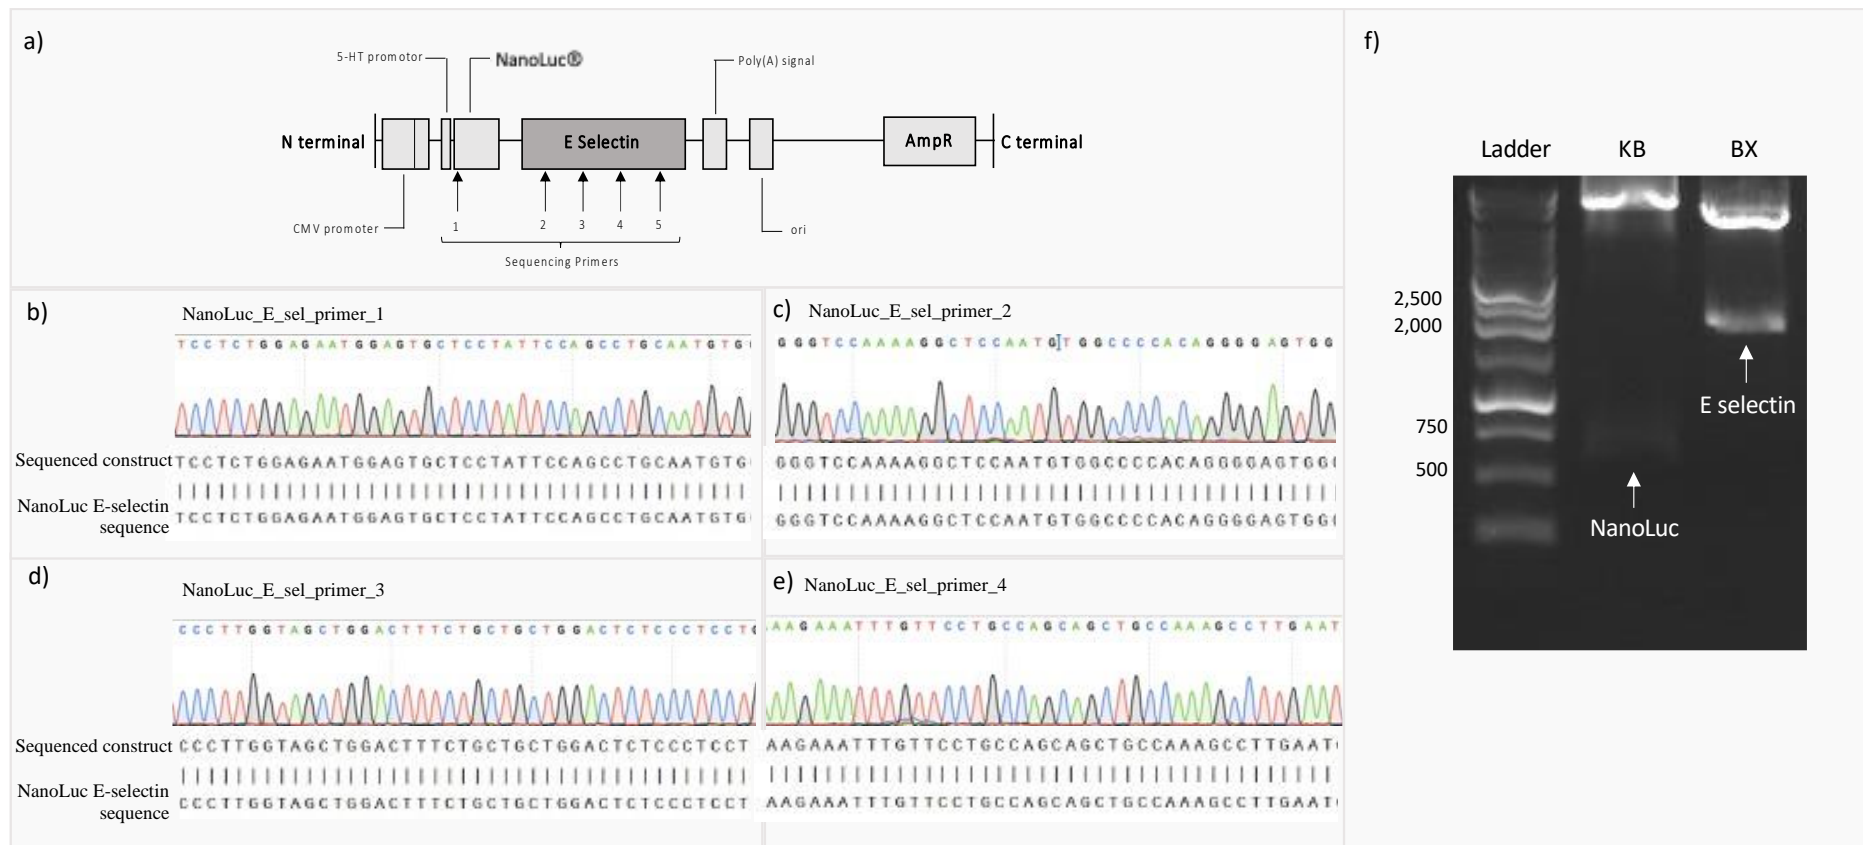 a)
5-HT promotor
NanoLuc®
Poly(A) signal
N terminal
E Selectin
AmpR
C terminal
CMV promoter
1
2
3
4
5
ori
Sequencing Primers
b)
NanoLuc_E_sel_primer_1
TCCTCTGGAGAATGGAGTGCTCCTATTCCAGCCTGCAATGTG
Sequenced construct TCCTCTGGAGAATGGAGTGCTCCTATTCCAGCCTGCAATGTG
NanoLuc E-selectin
sequence TCCTCTGGAGAATGGAGTGCTCCTATTCCAGCCTGCAATGTG
c)
NanoLuc_E_sel_primer_2
GGGTCCAAAAGGCTCCAATGTGGCCCCACAGGGGAGTGG
GGGTCCAAAAGGCTCCAATGTGGCCCCACAGGGGAGTGG
GGGTCCAAAAGGCTCCAATGTGGCCCCACAGGGGAGTGG
d)
NanoLuc_E_sel_primer_3
CCCTTGGTAGCTGGACTTTCTGCTGCTGGACTCTCCCTCCT
Sequenced construct CCCTTGGTAGCTGGACTTTCTGCTGCTGGACTCTCCCTCCT
NanoLuc E-selectin
sequence CCCTTGGTAGCTGGACTTTCTGCTGCTGGACTCTCCCTCCT
e)
NanoLuc_E_sel_primer_4
AAGAAATTTGTTCCTGCCAGCAGCTGCCAAAGCCTTGAAT
AAGAAATTTGTTCCTGCCAGCAGCTGCCAAAGCCTTGAAT
AAGAAATTTGTTCCTGCCAGCAGCTGCCAAAGCCTTGAAT
f)
Ladder
KB
BX
2,500
2,000
750
500
E selectin
NanoLuc